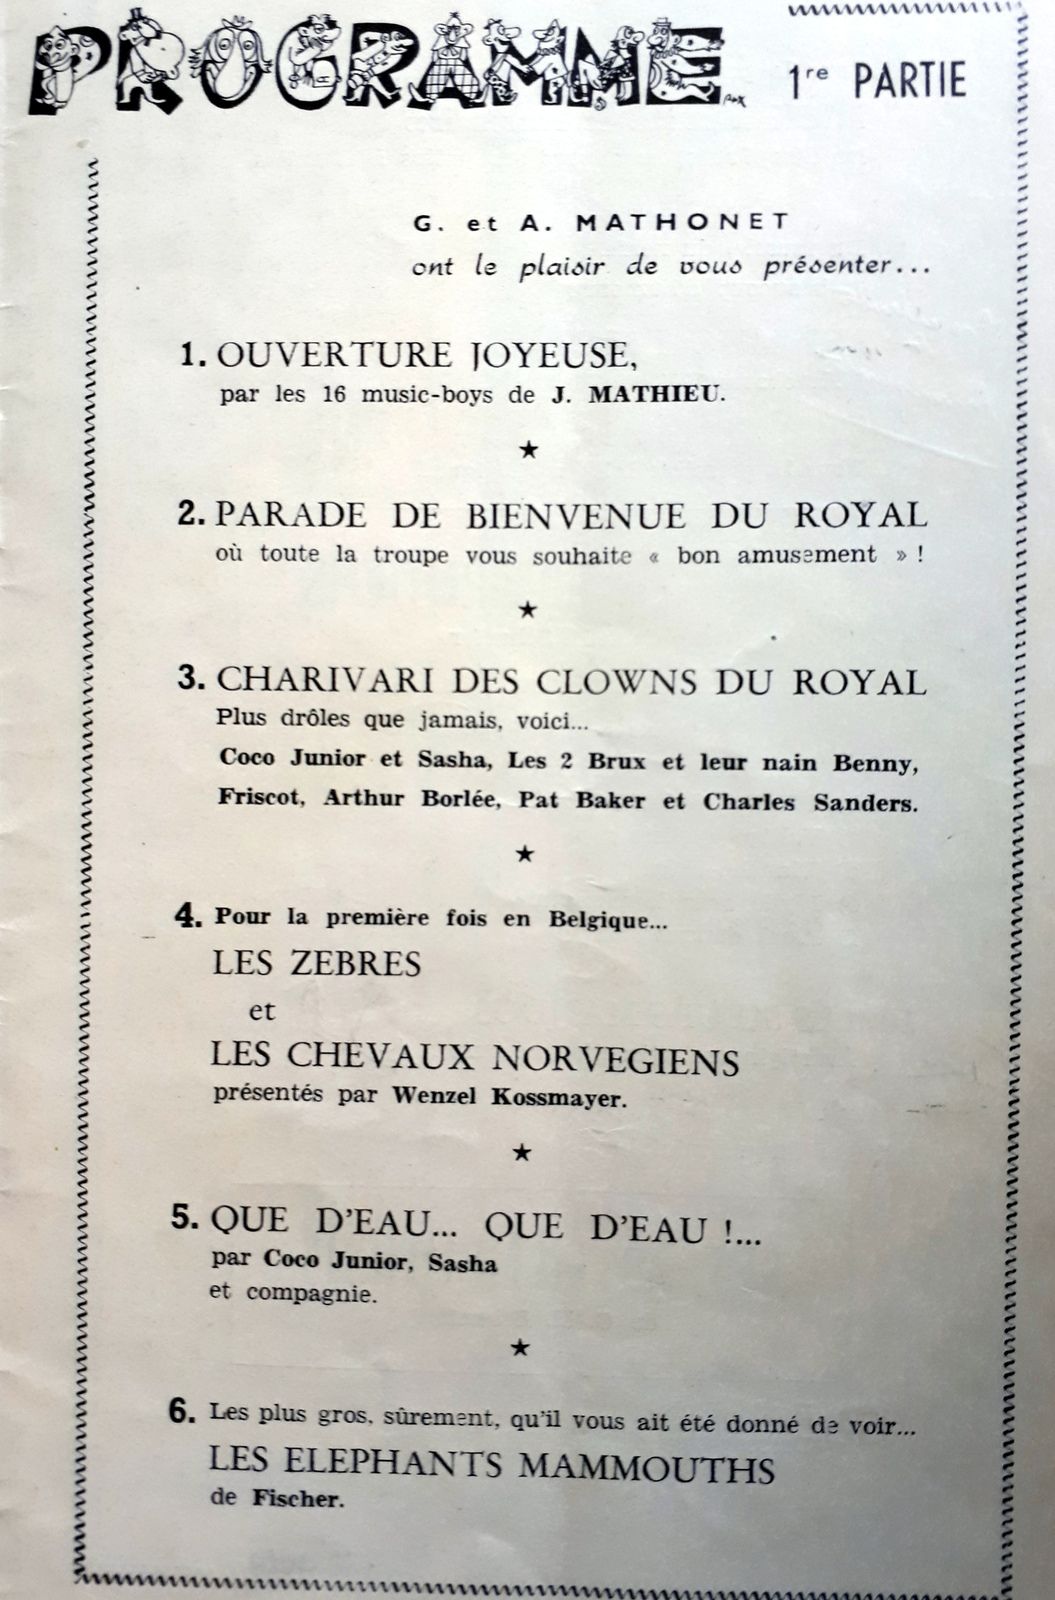 PROGRAMME
1re PARTIE
G. et A. MATHONET
ont le plaisir de vous présenter...
1. OUVERTURE JOYEUSE,
par les 16 music-boys de J. MATHIEU.
★
2. PARADE DE BIENVENUE DU ROYAL
où toute la troupe vous souhaite « bon amusement » !
★
3. CHARIVARI DES CLOWNS DU ROYAL
Plus drôles que jamais, voici...
Coco Junior et Sasha, Les 2 Brux et leur nain Benny,
Friscot, Arthur Borlée, Pat Baker et Charles Sanders.
★
4. Pour la première fois en Belgique...
LES ZEBRES
et
LES CHEVAUX NORVEGIENS
présentés par Wenzel Kossmayer.
★
5. QUE D'EAU... QUE D'EAU !...
par Coco Junior, Sasha
et compagnie.
★
6. Les plus gros, sûrement, qu'il vous ait été donné de voir...
LES ELEPHANTS MAMMOUTHS
de Fischer.